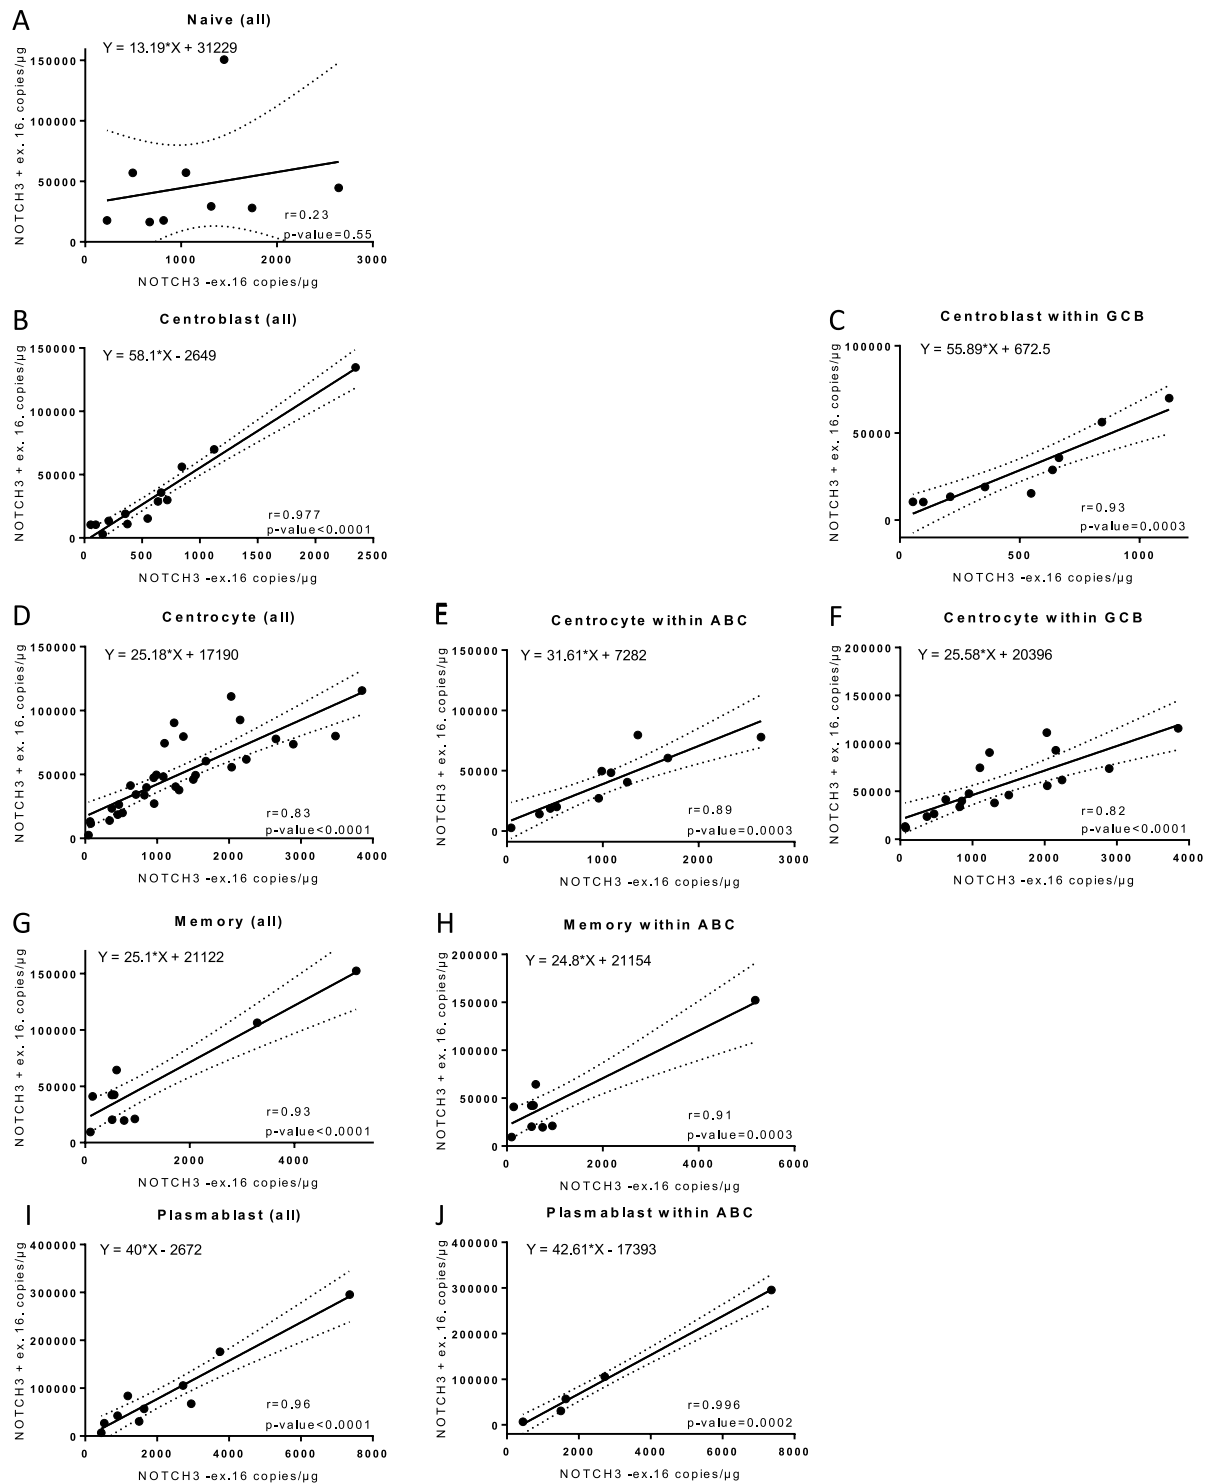 A
Naive (all)
Y = 13.19*X + 31229
NOTCH3 + ex. 16. copies/µg
150000
100000
50000
0
r=0.23
p-value=0.55
0 1000 2000 3000
NOTCH3 -ex.16 copies/µg
B
Centroblast (all)
Y = 58.1*X - 2649
NOTCH3 + ex. 16. copies/µg
150000
100000
50000
0
r=0.977
p-value<0.0001
0 500 1000 1500 2000 2500
NOTCH3 -ex.16 copies/µg
C
Centroblast within GCB
Y = 55.89*X + 672.5
NOTCH3 + ex. 16. copies/µg
100000
50000
0
r=0.93
p-value=0.0003
500 1000
NOTCH3 -ex.16 copies/µg
D
Centrocyte (all)
Y = 25.18*X + 17190
NOTCH3 + ex. 16. copies/µg
150000
100000
50000
0
r=0.83
p-value<0.0001
0 1000 2000 3000 4000
NOTCH3 -ex.16 copies/µg
E
Centrocyte within ABC
Y = 31.61*X + 7282
NOTCH3 + ex. 16. copies/µg
150000
100000
50000
0
r=0.89
p-value=0.0003
0 1000 2000 3000
NOTCH3 -ex.16 copies/µg
F
Centrocyte within GCB
Y = 25.58*X + 20396
NOTCH3 + ex. 16. copies/µg
200000
150000
100000
50000
0
r=0.82
p-value<0.0001
0 1000 2000 3000 4000
NOTCH3 -ex.16 copies/µg
G
Memory (all)
Y = 25.1*X + 21122
NOTCH3 + ex. 16. copies/µg
150000
100000
50000
0
r=0.93
p-value<0.0001
0 2000 4000
NOTCH3 -ex.16 copies/µg
H
Memory within ABC
Y = 24.8*X + 21154
NOTCH3 + ex. 16. copies/µg
200000
150000
100000
50000
0
r=0.91
p-value=0.0003
0 2000 4000 6000
NOTCH3 -ex.16 copies/µg
I
Plasmablast (all)
Y = 40*X - 2672
NOTCH3 + ex. 16. copies/µg
400000
300000
200000
100000
0
r=0.96
p-value<0.0001
0 2000 4000 6000 8000
NOTCH3 -ex.16 copies/µg
J
Plasmablast within ABC
Y = 42.61*X - 17393
NOTCH3 + ex. 16. copies/µg
400000
300000
200000
100000
0
r=0.996
p-value=0.0002
0 2000 4000 6000 8000
NOTCH3 -ex.16 copies/µg